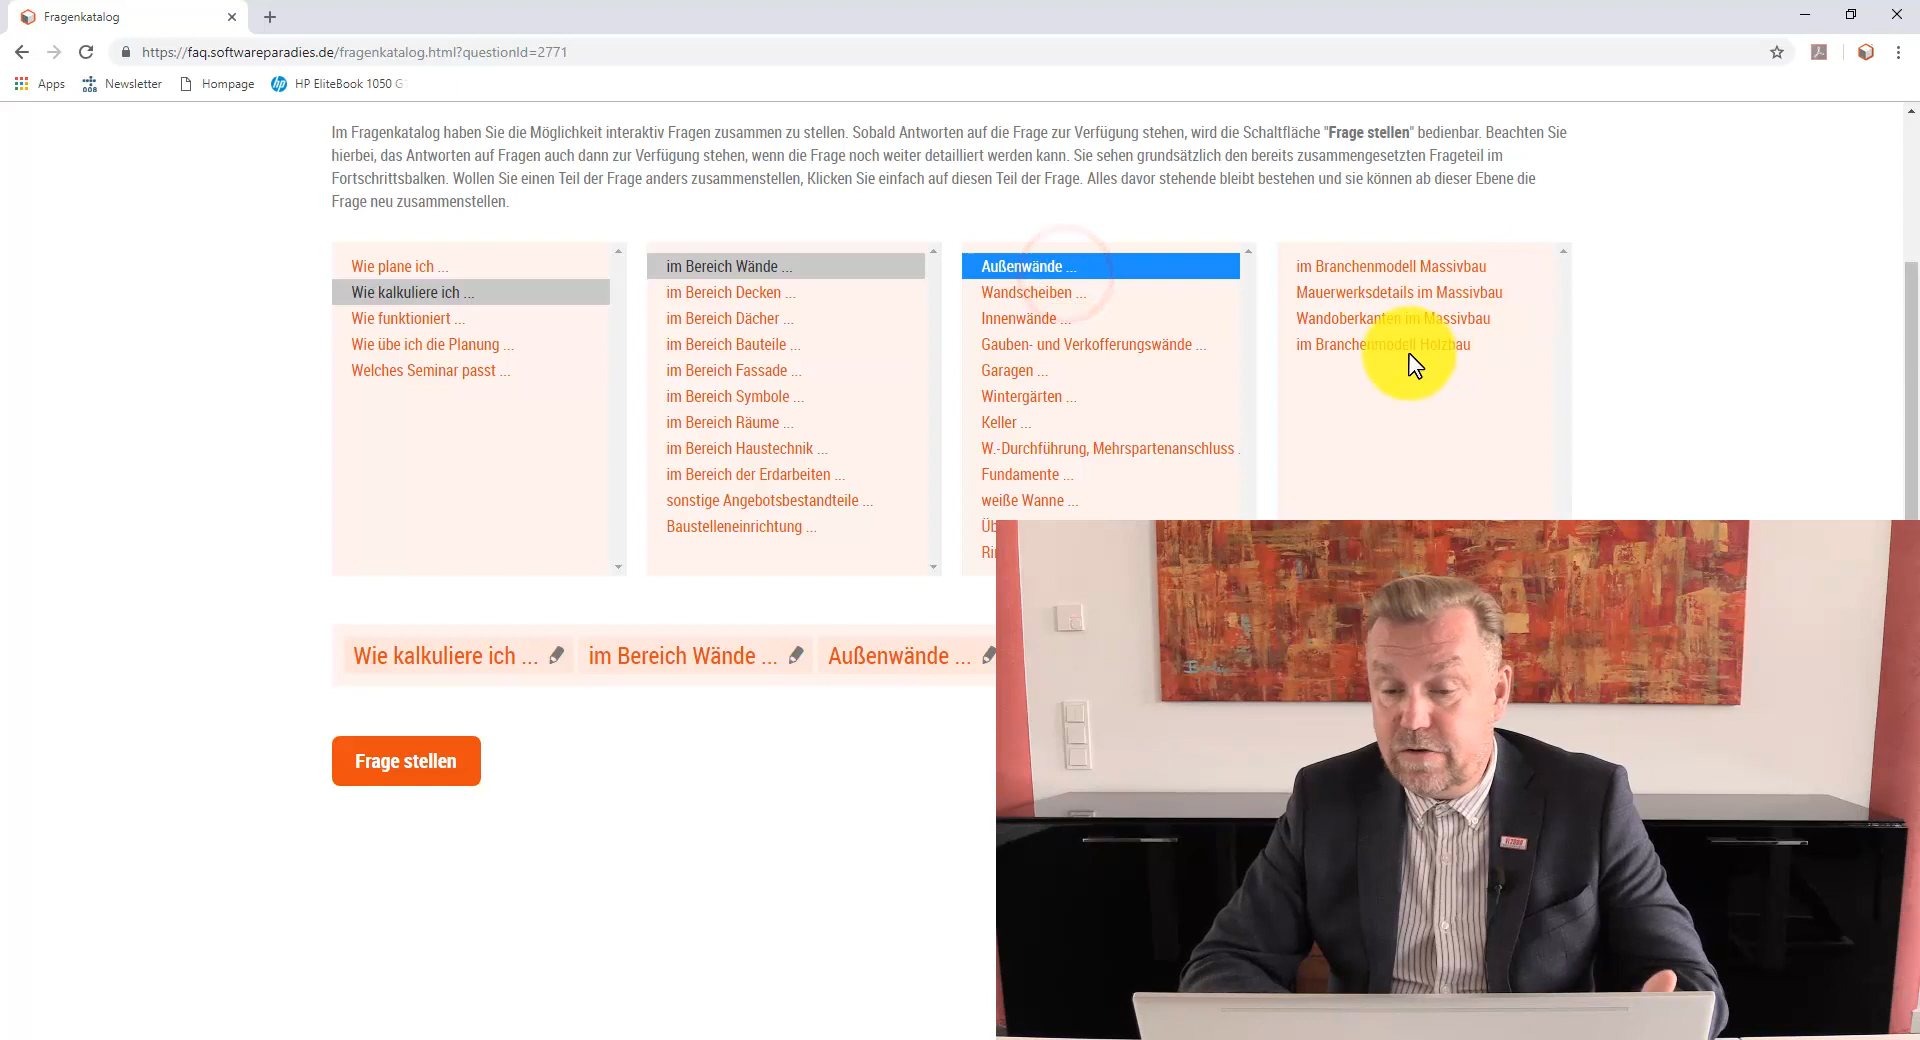 Fragenkatalog
https://faq.softwareparadies.de/fragenkatalog.html?questionId=2771
Apps
Newsletter
Hompage
HP EliteBook 1050 G
Im Fragenkatalog haben Sie die Möglichkeit interaktiv Fragen zusammen zu stellen. Sobald Antworten auf die Frage zur Verfügung stehen, wird die Schaltfläche "Frage stellen" bedienbar. Beachten Sie
hierbei, das Antworten auf Fragen auch dann zur Verfügung stehen, wenn die Frage noch weiter detailliert werden kann. Sie sehen grundsätzlich den bereits zusammengesetzten Frageteil im
Fortschrittsbalken. Wollen Sie einen Teil der Frage anders zusammenstellen, Klicken Sie einfach auf diesen Teil der Frage. Alles davor stehende bleibt bestehen und sie können ab dieser Ebene die
Frage neu zusammenstellen.
Wie plane ich ...
Wie kalkuliere ich ...
Wie funktioniert ...
Wie übe ich die Planung ...
Welches Seminar passt ...
im Bereich Wände ...
im Bereich Decken ...
im Bereich Dächer ...
im Bereich Bauteile ...
im Bereich Fassade ...
im Bereich Symbole ...
im Bereich Räume ...
im Bereich Haustechnik ...
im Bereich der Erdarbeiten ...
sonstige Angebotsbestandteile ...
Baustelleneinrichtung ...
Außenwände ...
Wandscheiben ...
Innenwände ...
Gauben- und Verkofferungswände ...
Garagen ...
Wintergärten ...
Keller ...
W.-Durchführung, Mehrspartenanschluss .
Fundamente ...
weiße Wanne ...
im Branchenmodell Massivbau
Mauerwerksdetails im Massivbau
Wandoberkanten im Massivbau
im Branchenmodell Holzbau
Wie kalkuliere ich ...
im Bereich Wände ...
Außenwände ...
Frage stellen